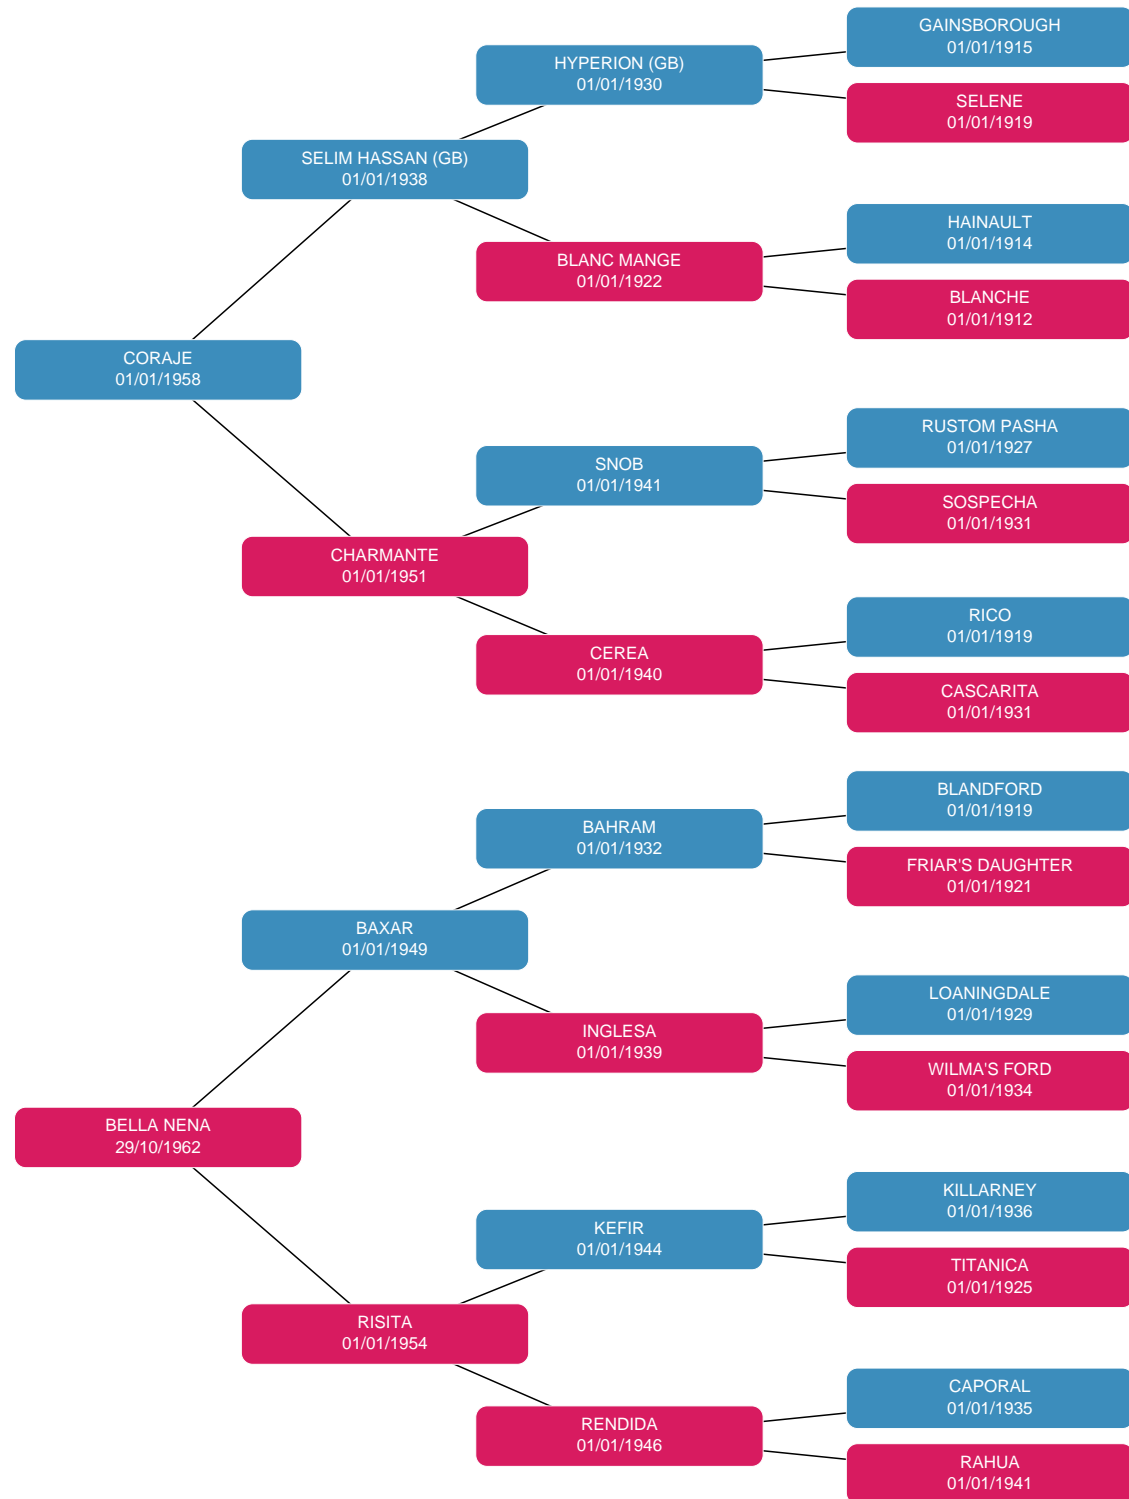 GAINSBOROUGH
01/01/1915
HYPERION (GB)
01/01/1930
SELENE
01/01/1919
SELIM HASSAN (GB)
01/01/1938
HAINAULT
01/01/1914
BLANC MANGE
01/01/1922
BLANCHE
01/01/1912
CORAJE
01/01/1958
RUSTOM PASHA
01/01/1927
SNOB
01/01/1941
SOSPECHA
01/01/1931
CHARMANTE
01/01/1951
RICO
01/01/1919
CEREA
01/01/1940
CASCARITA
01/01/1931
BLANDFORD
01/01/1919
BAHRAM
01/01/1932
FRIAR'S DAUGHTER
01/01/1921
BAXAR
01/01/1949
LOANINGDALE
01/01/1929
INGLESA
01/01/1939
WILMA'S FORD
01/01/1934
BELLA NENA
29/10/1962
KILLARNEY
01/01/1936
KEFIR
01/01/1944
TITANICA
01/01/1925
RISITA
01/01/1954
CAPORAL
01/01/1935
RENDIDA
01/01/1946
RAHUA
01/01/1941